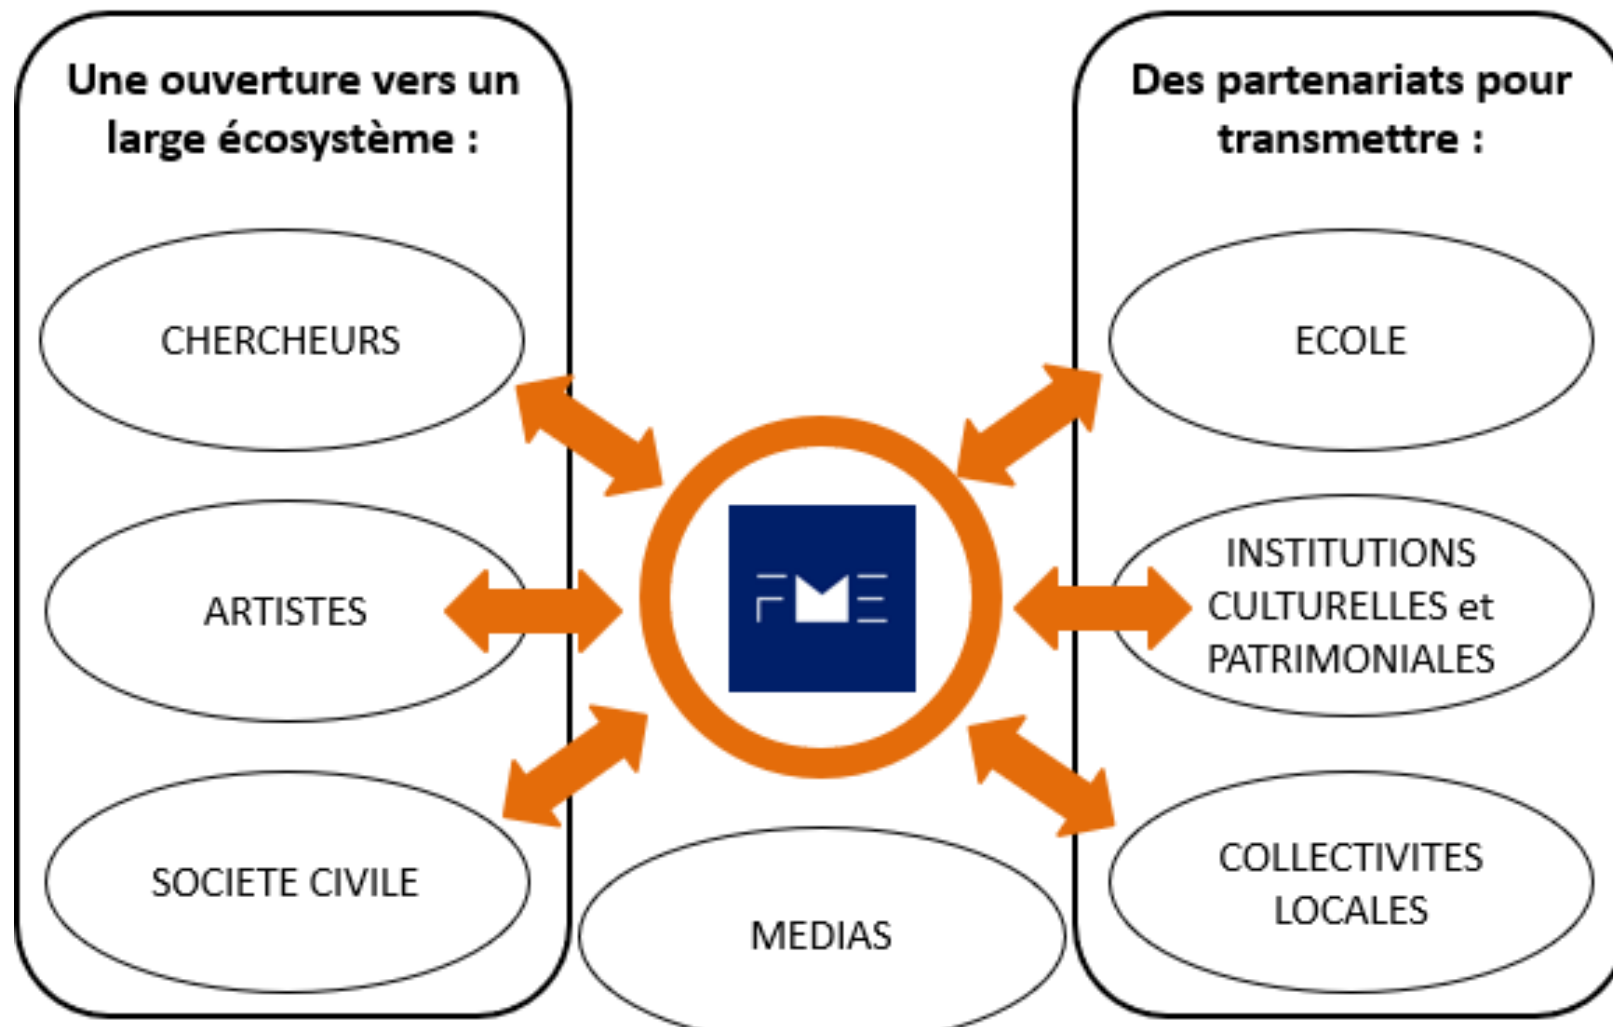 Une ouverture vers un
large écosystème :
CHERCHEURS
ARTISTES
SOCIETE CIVILE
FME
MEDIAS
Des partenariats pour
transmettre :
ECOLE
INSTITUTIONS
CULTURELLES et
PATRIMONIALES
COLLECTIVITES
LOCALES